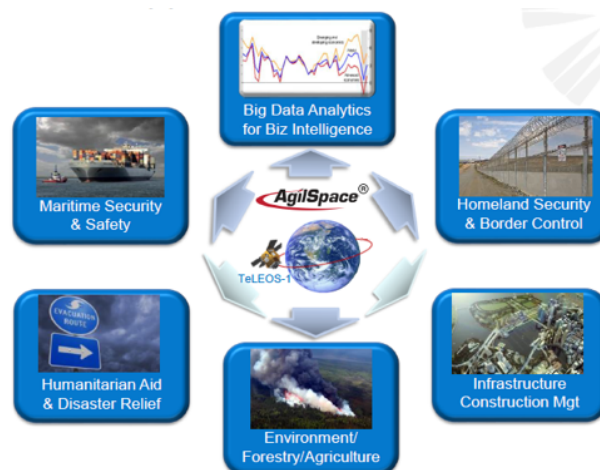 Big Data Analytics
for Biz Intelligence
Maritime Security
& Safety
Homeland Security
& Border Control
AgilSpace®
TeLEOS-1
EVACUATION
ROUTE
Humanitarian Aid
& Disaster Relief
Environment/
Forestry/Agriculture
Infrastructure
Construction Mgt